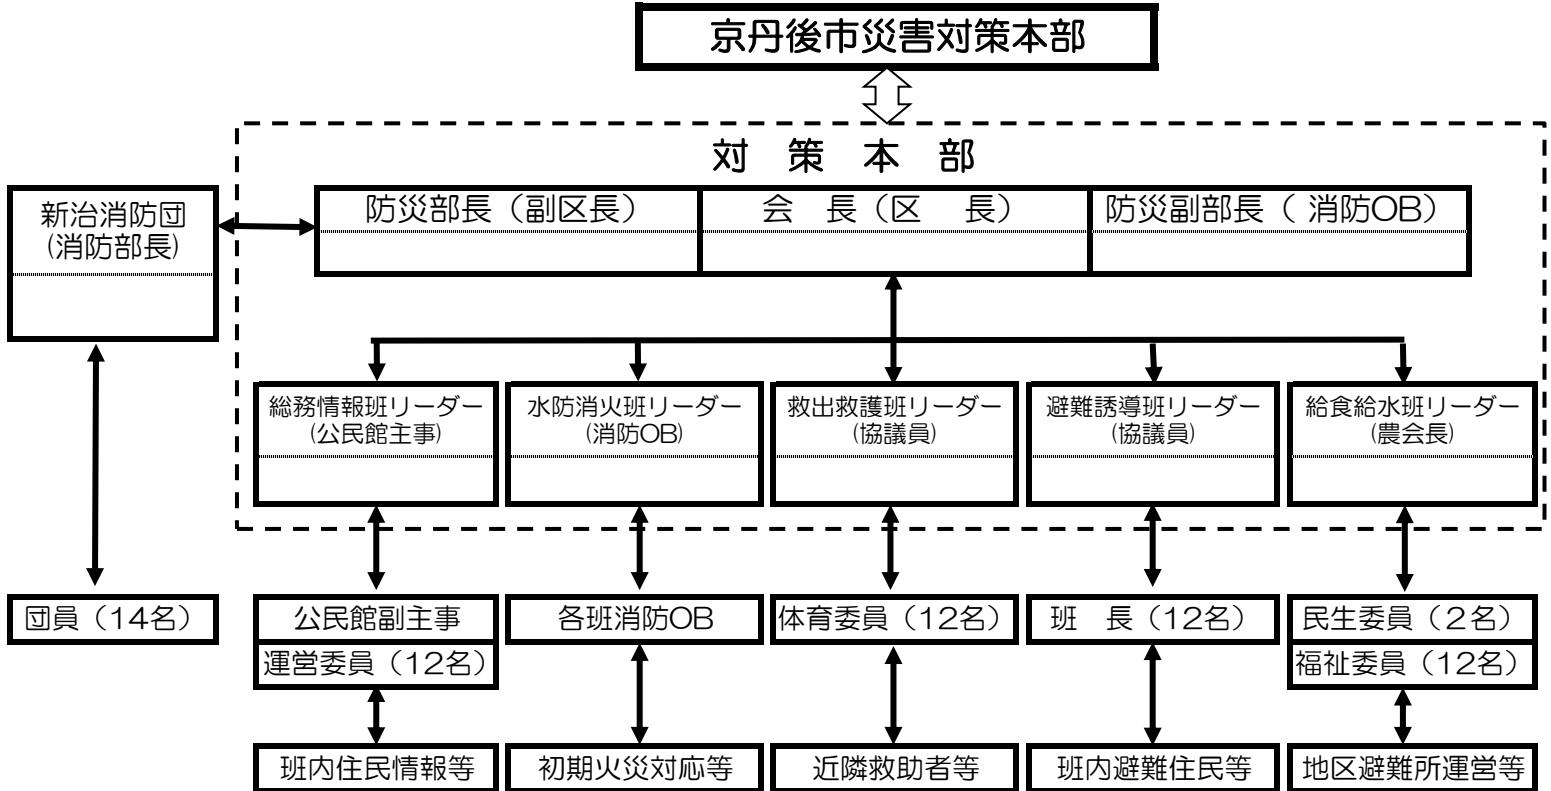 京丹後市災害対策本部
対　策　本　部
新治消防団
(消防部長)
防災部長（副区長）
会　長（区　長）
防災副部長（ 消防OB）
総務情報班リーダー
(公民館主事)
水防消火班リーダー
(消防OB)
救出救護班リーダー
(協議員)
避難誘導班リーダー
(協議員)
給食給水班リーダー
(農会長)
団員（14名）
公民館副主事
運営委員（12名）
各班消防OB
体育委員（12名）
班　長（12名）
民生委員（２名）
福祉委員（12名）
班内住民情報等
初期火災対応等
近隣救助者等
班内避難住民等
地区避難所運営等